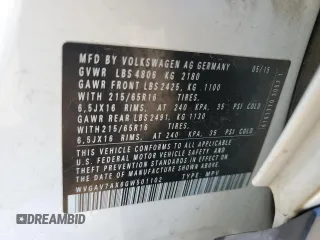 MFD. BY VOLKSWAGEN AG GERMANY 05/15
GVWR LBS 4806 KG 2180
GAWR FRONT LBS 2425, KG 1100
WITH 215/65R16 TIRES,
6,5JX16 RIMS, AT 240 KPA, 35 PSI COLD
GAWR REAR LBS 2491, KG 1130
WITH 215/65R16 TIRES,
6,5JX16 RIMS, AT 240 KPA, 35 PSI COLD
THIS VEHICLE CONFORMS TO ALL APPLICABLE
FEDERAL MOTOR VEHICLE SAFETY
STANDARDS IN EFFECT ON THE DATE OF
MANUFACTURE SHOWN ABOVE.
TYPE MPV
DREAMBID
DREAMBID.COM